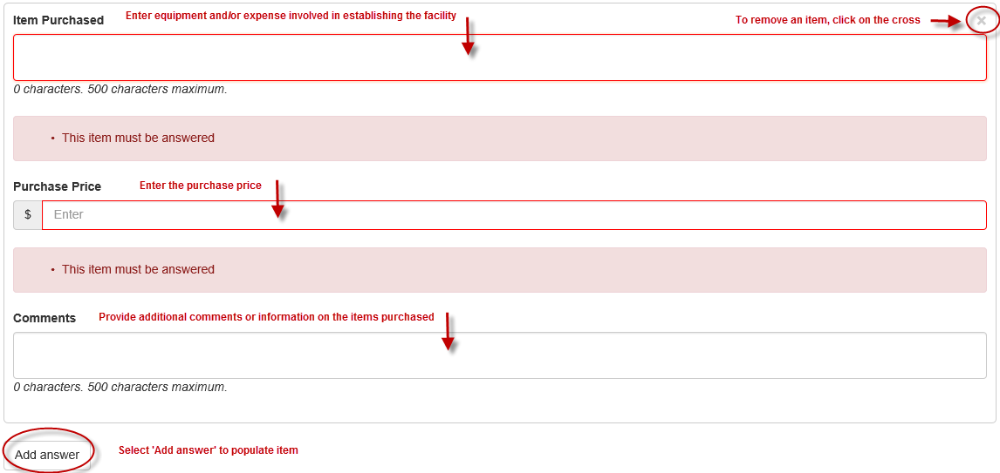 Item Purchased Enter equipment and/or expense involved in establishing the facility To remove an item, click on the cross ×
0 characters. 500 characters maximum.
• This item must be answered
Purchase Price Enter the purchase price
$ Enter
• This item must be answered
Comments Provide additional comments or information on the items purchased
0 characters. 500 characters maximum.
Add answer Select 'Add answer' to populate item